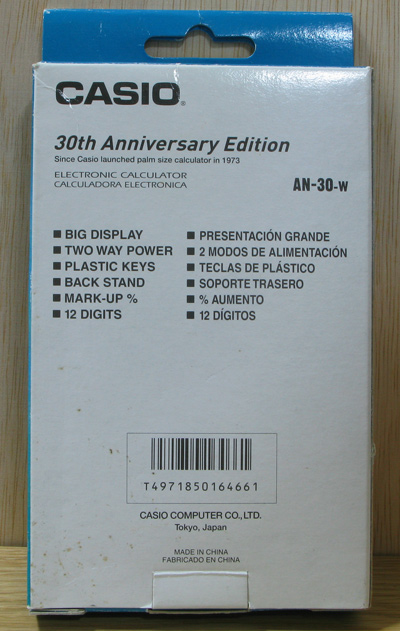 CASIO®
30th Anniversary Edition
Since Casio launched palm size calculator in 1973
ELECTRONIC CALCULATOR
CALCULADORA ELECTRONICA
AN-30-W
■ BIG DISPLAY
■ TWO WAY POWER
■ PLASTIC KEYS
■ BACK STAND
■ MARK-UP %
■ 12 DIGITS
■ PRESENTACIÓN GRANDE
■ 2 MODOS DE ALIMENTACIÓN
■ TECLAS DE PLÁSTICO
■ SOPORTE TRASERO
■ % AUMENTO
■ 12 DÍGITOS
T4971850164661
CASIO COMPUTER CO., LTD.
Tokyo, Japan
MADE IN CHINA
FABRICADO EN CHINA